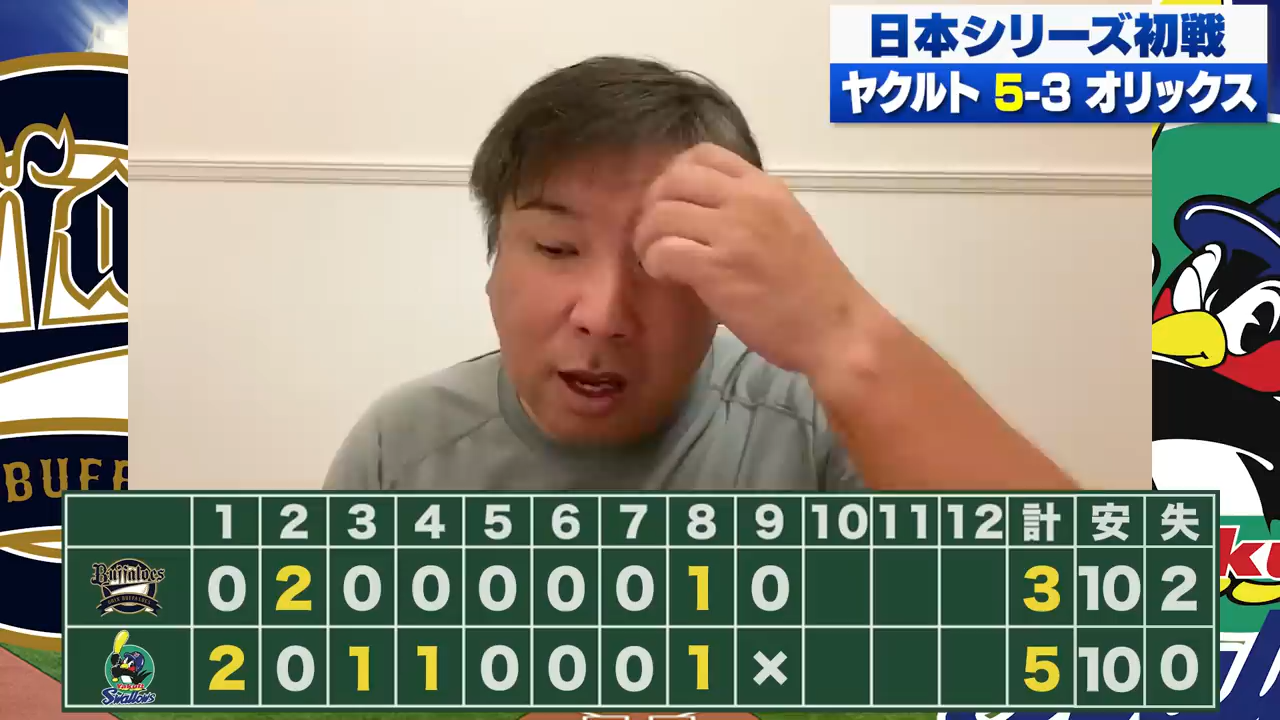 日本シリーズ初戦
ヤクルト 5-3 オリックス
BUFF
1 2 3 4 5 6 7 8 9 10 11 12 計 安 失
Buffaloes 0 2 0 0 0 0 0 1 0 3 10 2
Swallows 2 0 1 1 0 0 0 1 × 5 10 0
ku